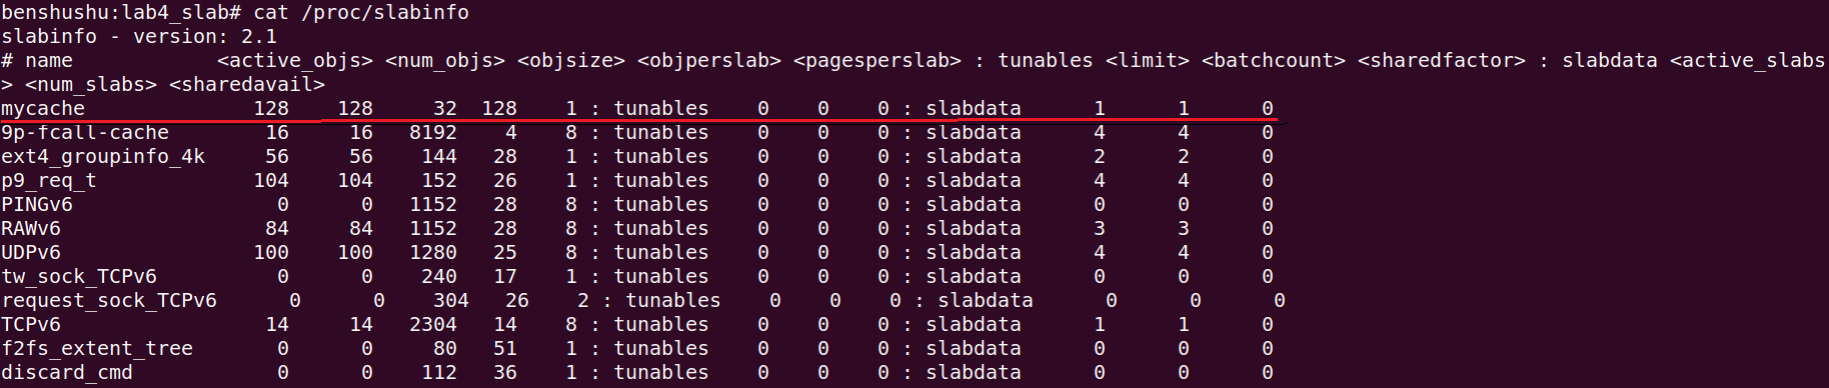 benshushu:lab4_slab# cat /proc/slabinfo
slabinfo - version: 2.1
# name            <active_objs> <num_objs> <objsize> <objperslab> <pagesperslab> : tunables <limit> <batchcount> <sharedfactor> : slabdata <active_slabs
> <num_slabs> <sharedavail>
mycache              128    128     32  128    1 : tunables    0    0    0 : slabdata      1      1      0
9p-fcall-cache        16     16   8192    4    8 : tunables    0    0    0 : slabdata      4      4      0
ext4_groupinfo_4k     56     56    144   28    1 : tunables    0    0    0 : slabdata      2      2      0
p9_req_t             104    104    152   26    1 : tunables    0    0    0 : slabdata      4      4      0
PINGv6                 0      0   1152   28    8 : tunables    0    0    0 : slabdata      0      0      0
RAWv6                 84     84   1152   28    8 : tunables    0    0    0 : slabdata      3      3      0
UDPv6                100    100   1280   25    8 : tunables    0    0    0 : slabdata      4      4      0
tw_sock_TCPv6          0      0    240   17    1 : tunables    0    0    0 : slabdata      0      0      0
request_sock_TCPv6      0      0    304   26    2 : tunables    0    0    0 : slabdata      0      0      0
TCPv6                 14     14   2304   14    8 : tunables    0    0    0 : slabdata      1      1      0
f2fs_extent_tree       0      0     80   51    1 : tunables    0    0    0 : slabdata      0      0      0
discard_cmd            0      0    112   36    1 : tunables    0    0    0 : slabdata      0      0      0